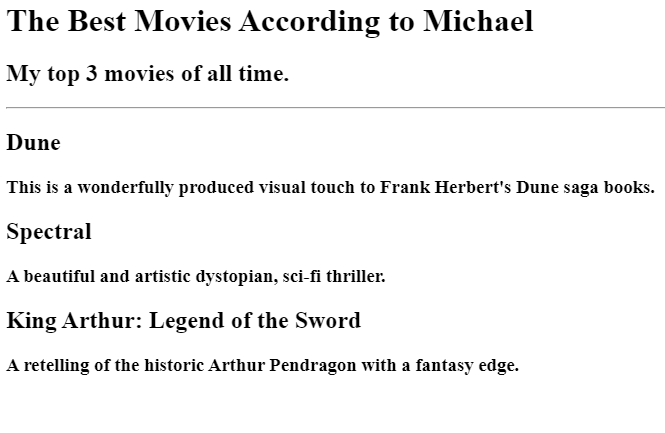 The Best Movies According to Michael
My top 3 movies of all time.
Dune
This is a wonderfully produced visual touch to Frank Herbert's Dune saga books.
Spectral
A beautiful and artistic dystopian, sci-fi thriller.
King Arthur: Legend of the Sword
A retelling of the historic Arthur Pendragon with a fantasy edge.